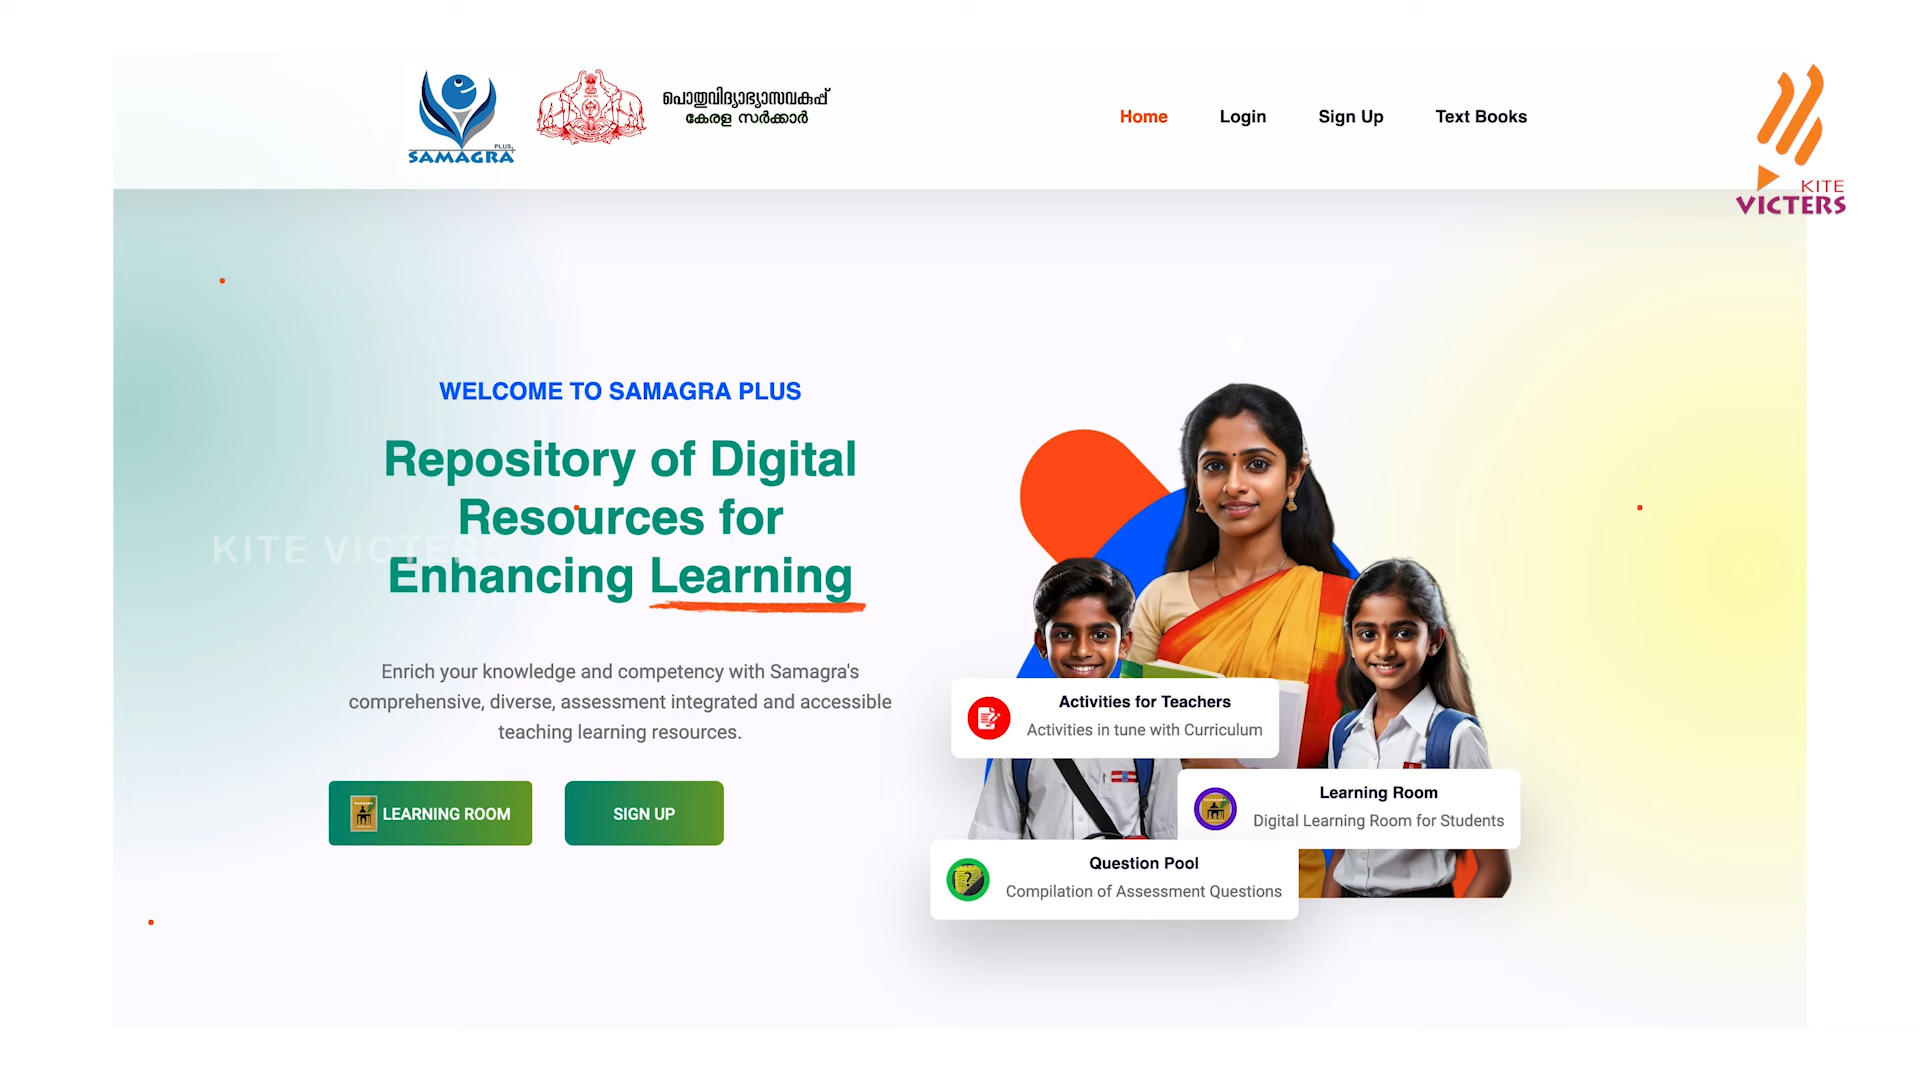 PLUS
SAMAGRA
പൊതുവിദ്യാഭ്യാസവകുപ്പ്
കേരള സർക്കാർ
Home
Login
Sign Up
Text Books
KITE
VICTERS
WELCOME TO SAMAGRA PLUS
Repository of Digital
Resources for
Enhancing Learning
KITE VICTERS
Enrich your knowledge and competency with Samagra's
comprehensive, diverse, assessment integrated and accessible
teaching learning resources.
LEARNING ROOM
SIGN UP
Activities for Teachers
Activities in tune with Curriculum
Learning Room
Digital Learning Room for Students
Question Pool
Compilation of Assessment Questions